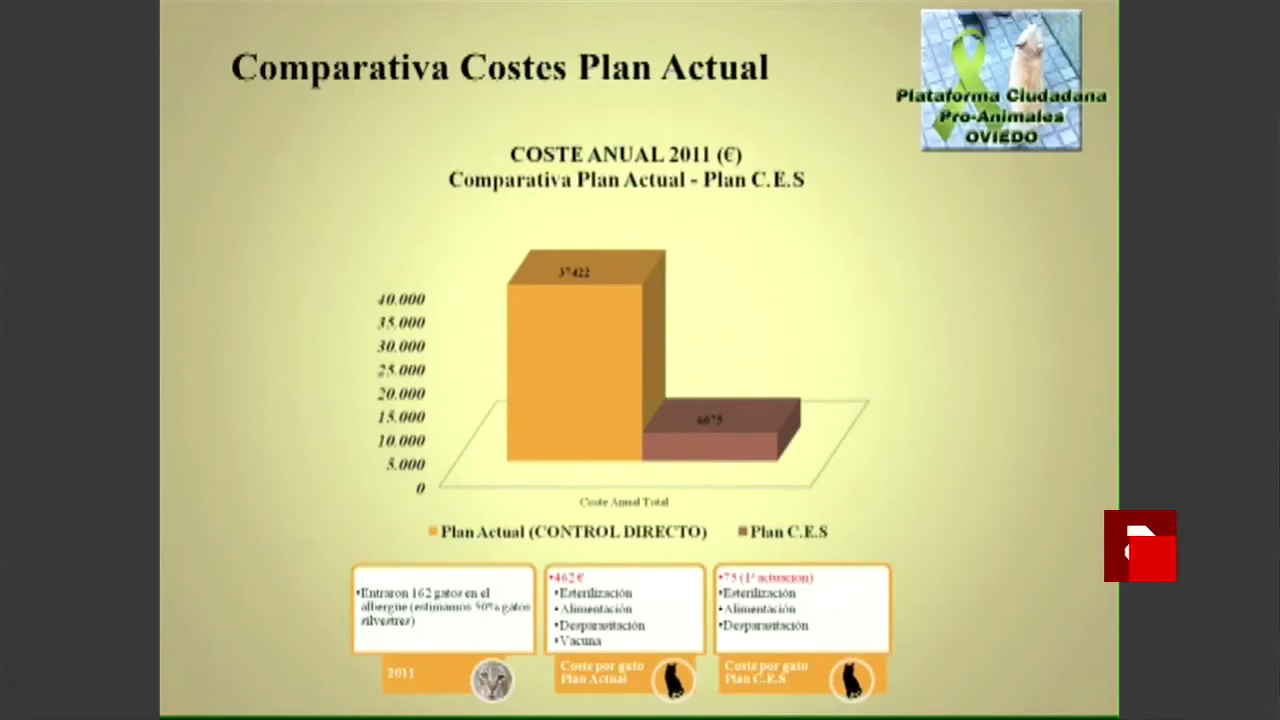 Comparativa Costes Plan Actual
Plataforma Ciudadana
Pro-Animales
OVIEDO
COSTE ANUAL 2011 (€)
Comparativa Plan Actual - Plan C.E.S
37422
40.000
35.000
30.000
25.000
20.000
15.000
10.000
5.000
0
6075
Coste Anual Total
Plan Actual (CONTROL DIRECTO)
Plan C.E.S
•Entraron 162 gatos en el
albergue (estimamos 50% gatos
silvestres)
2011
•462 €
•Esterilización
•Alimentación
•Desparasitación
•Vacuna
Coste por gato
Plan Actual
•75 (1ª actuacion)
•Esterilización
•Alimentación
•Desparasitación
Coste por gato
Plan C.E.S